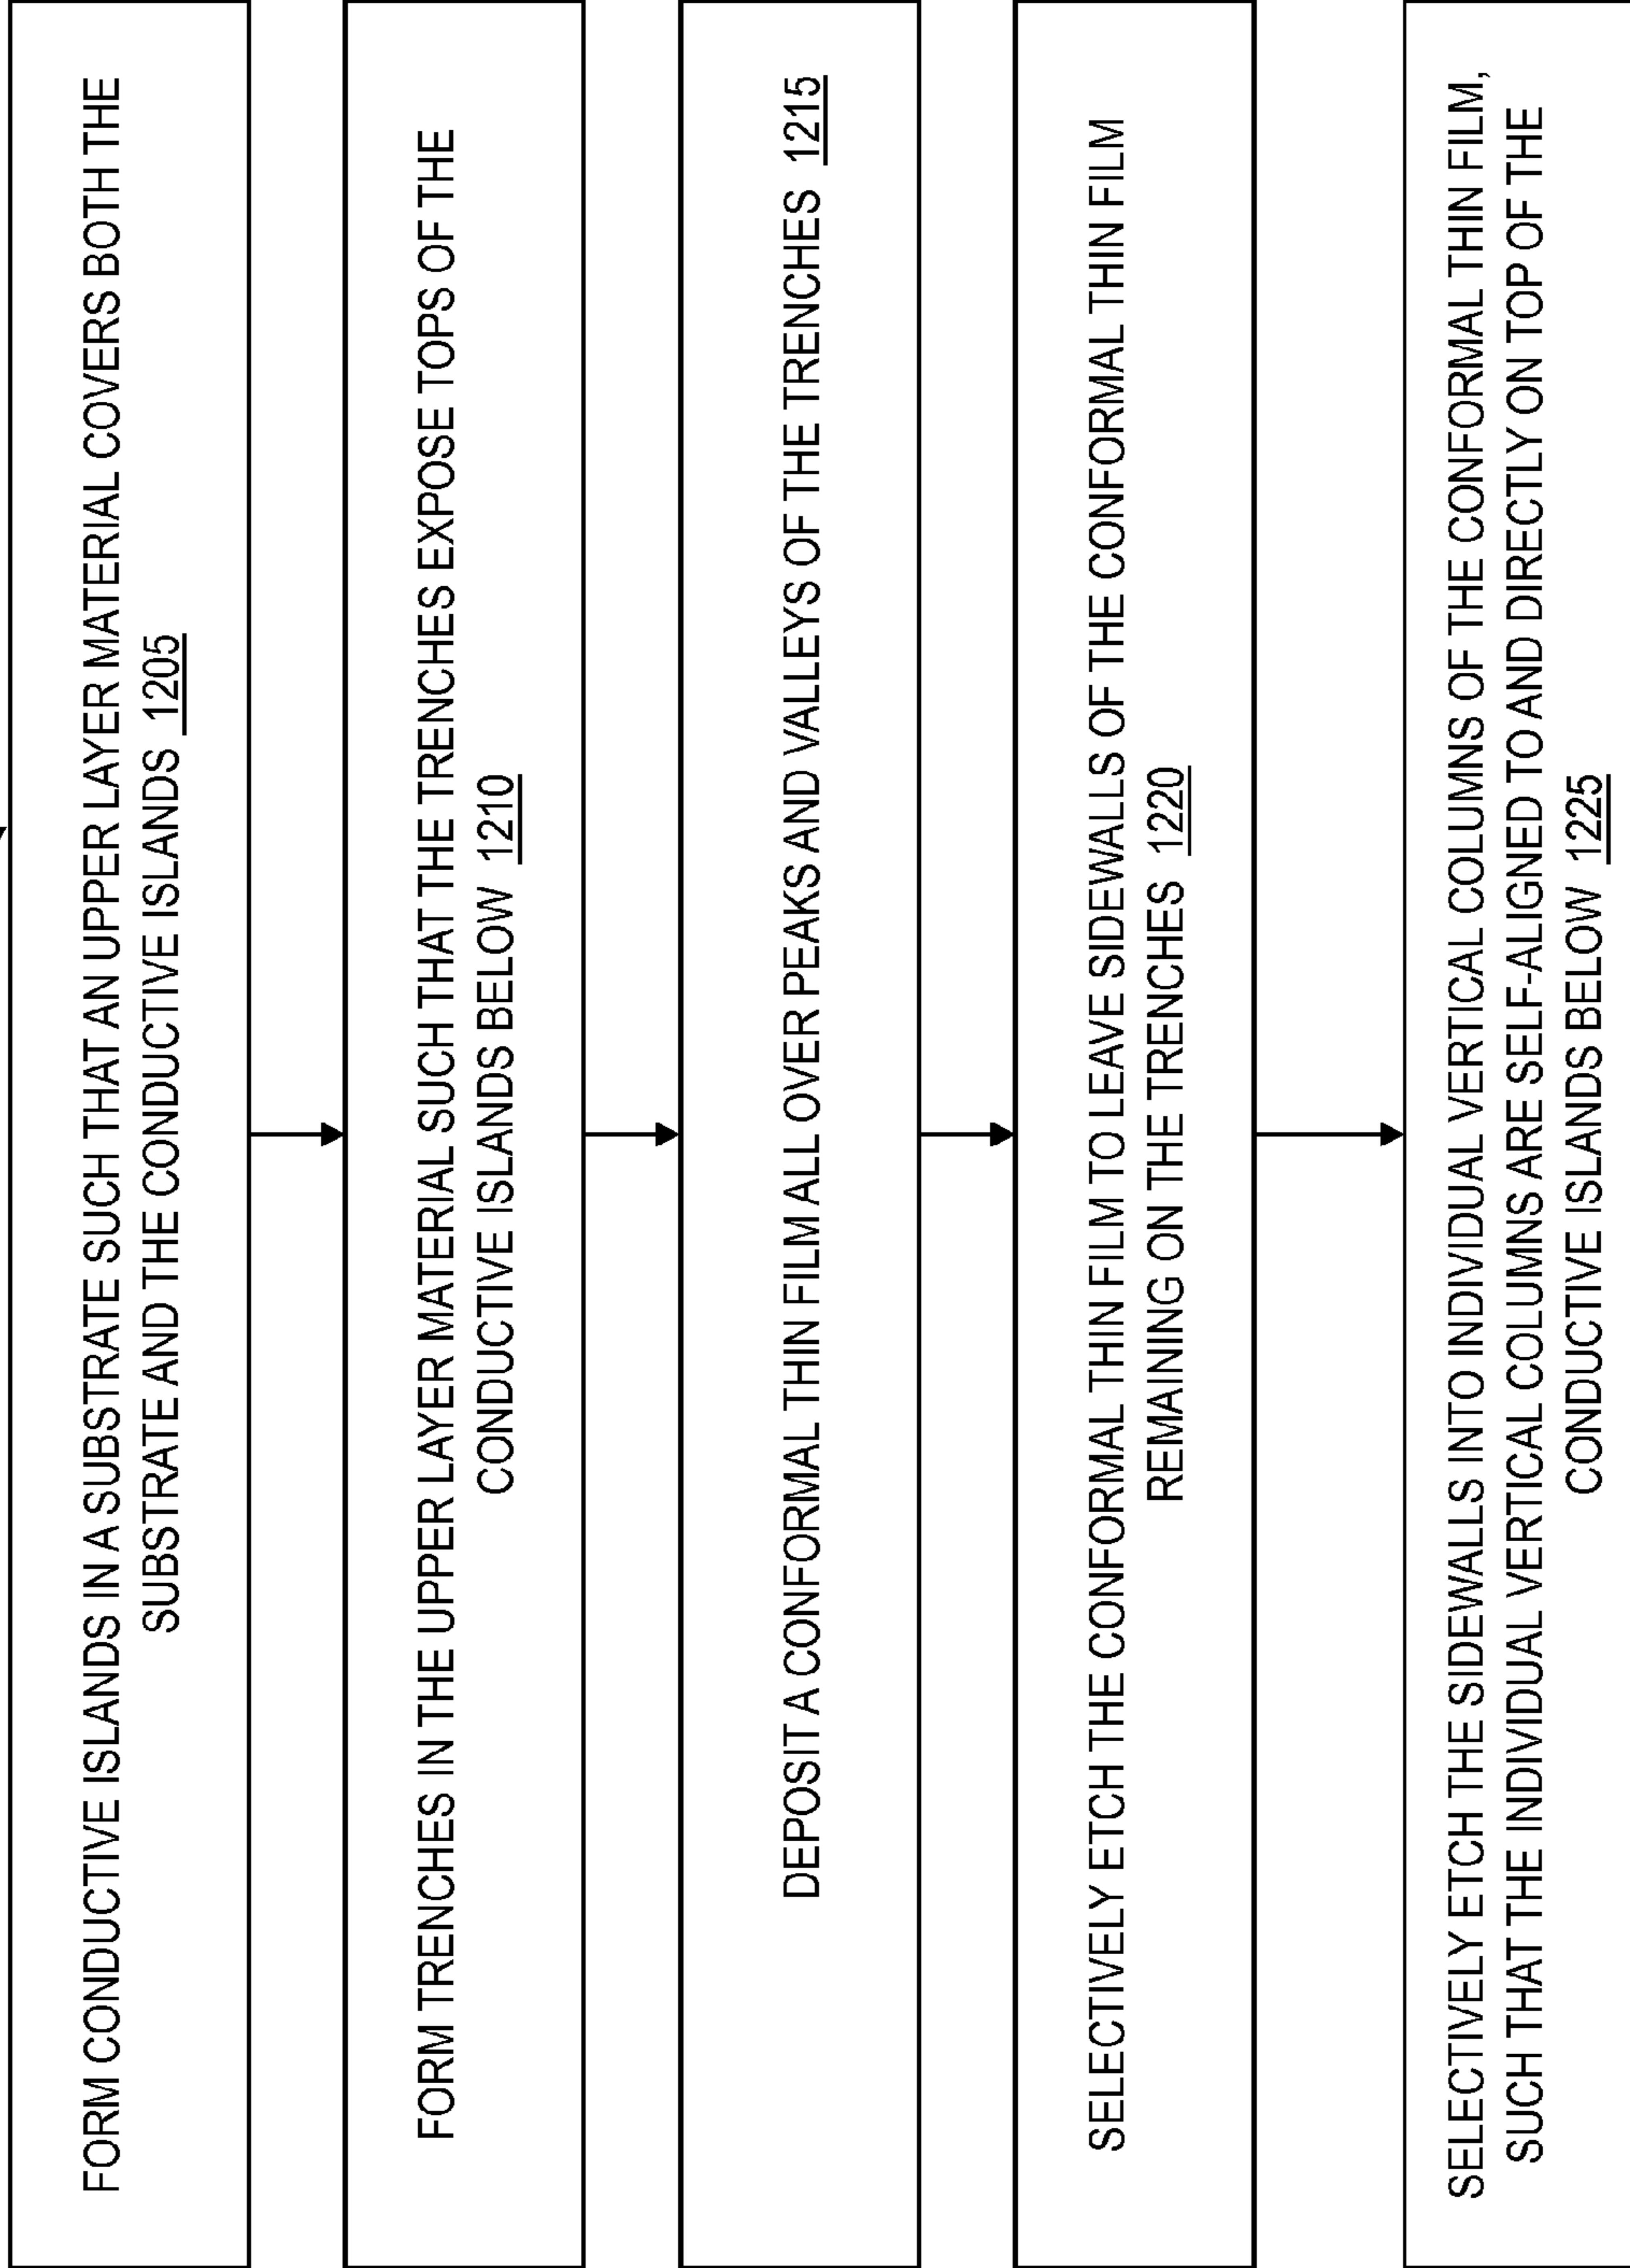 FORM CONDUCTIVE ISLANDS IN A SUBSTRATE SUCH THAT AN UPPER LAYER MATERIAL COVERS BOTH THE
SUBSTRATE AND THE CONDUCTIVE ISLANDS 1205
FORM TRENCHES IN THE UPPER LAYER MATERIAL SUCH THAT THE TRENCHES EXPOSE TOPS OF THE
CONDUCTIVE ISLANDS BELOW 1210
DEPOSIT A CONFORMAL THIN FILM ALL OVER PEAKS AND VALLEYS OF THE TRENCHES 1215
SELECTIVELY ETCH THE CONFORMAL THIN FILM TO LEAVE SIDEWALLS OF THE CONFORMAL THIN FILM
REMAINING ON THE TRENCHES 1220
SELECTIVELY ETCH THE SIDEWALLS INTO INDIVIDUAL VERTICAL COLUMNS OF THE CONFORMAL THIN FILM,
SUCH THAT THE INDIVIDUAL VERTICAL COLUMNS ARE SELF-ALIGNED TO AND DIRECTLY ON TOP OF THE
CONDUCTIVE ISLANDS BELOW 1225